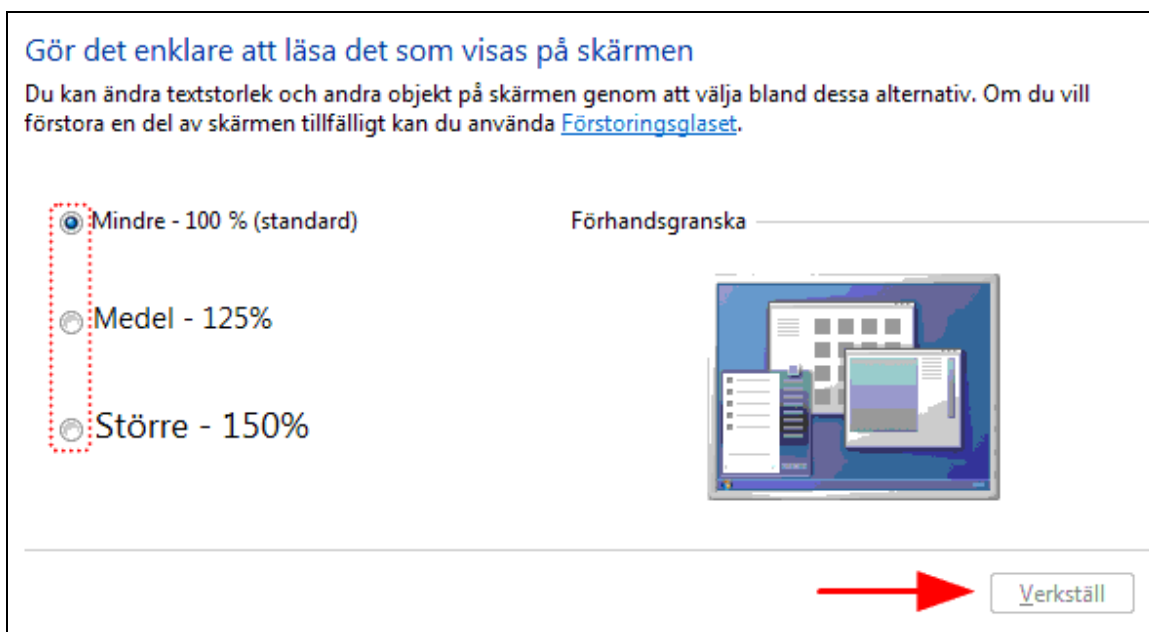 Gör det enklare att läsa det som visas på skärmen
Du kan ändra textstorlek och andra objekt på skärmen genom att välja bland dessa alternativ. Om du vill
förstora en del av skärmen tillfälligt kan du använda Förstoringsglaset.
Mindre - 100 % (standard)
Förhandsgranska
Medel - 125%
Större - 150%
Verkställ